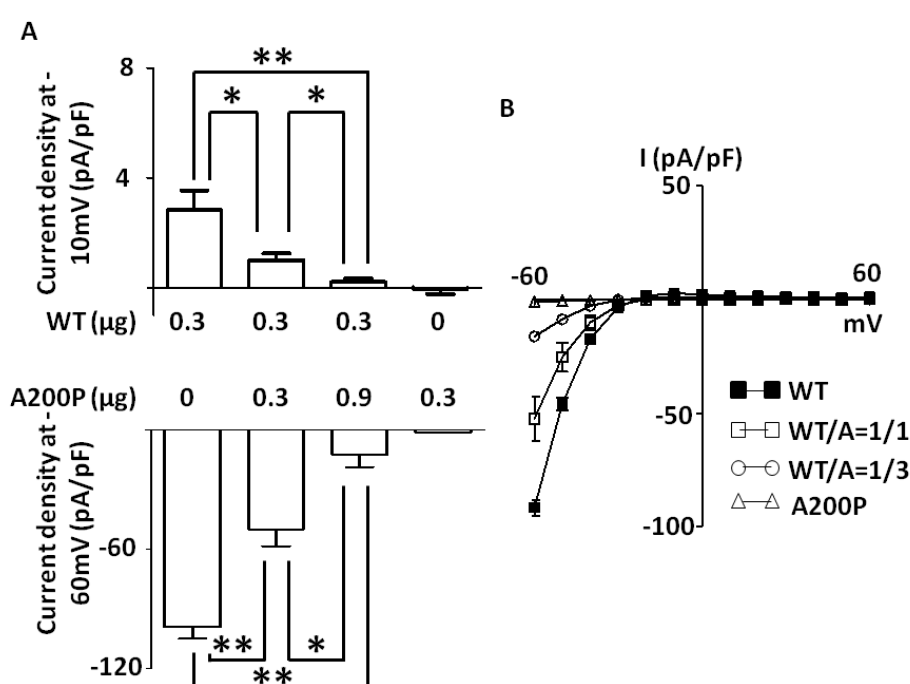 A
Current density at -
10mV (pA/pF)
8
4
**
*
*
WT (µg)
0.3
0.3
0.3
0
A200P (µg)
0
0.3
0.9
0.3
Current density at -
60mV (pA/pF)
-60
-120
**
*
**
B
I (pA/pF)
50
-60
60
mV
-100
WT
WT/A=1/1
WT/A=1/3
A200P
-50